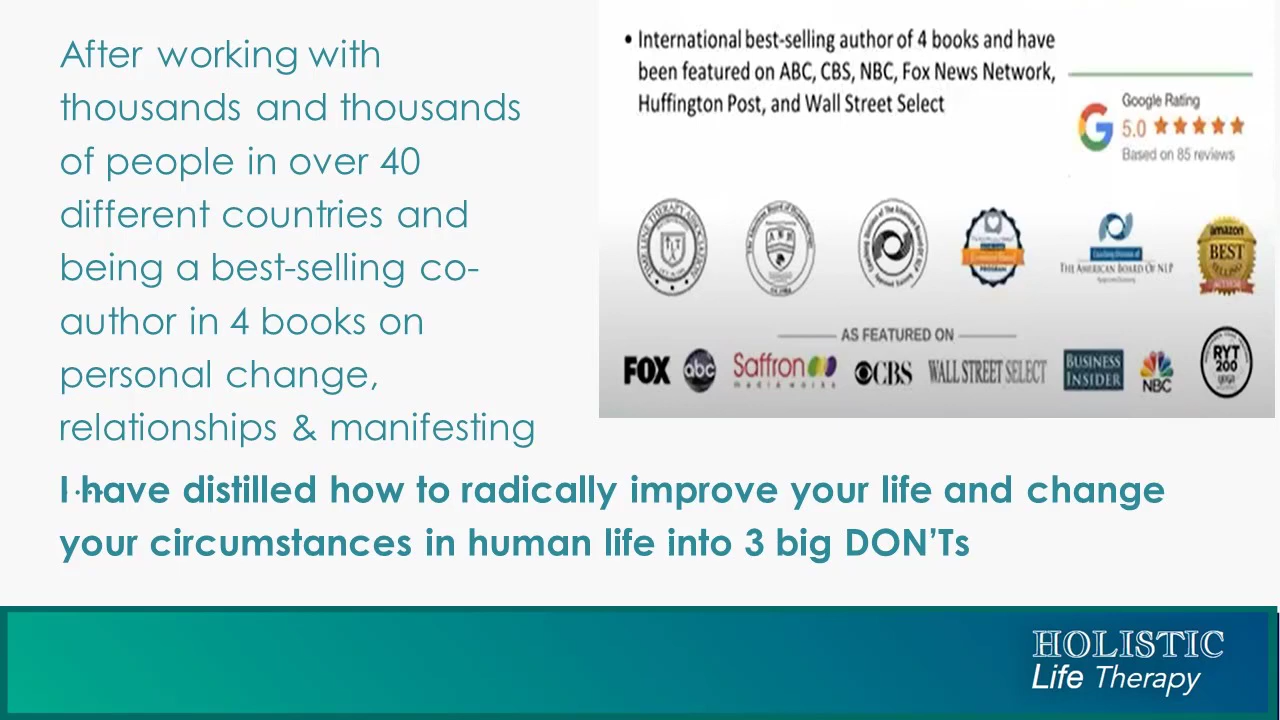 After working with
thousands and thousands
of people in over 40
different countries and
being a best-selling co-
author in 4 books on
personal change,
relationships & manifesting
…
I have distilled how to radically improve your life and change
your circumstances in human life into 3 big DON’Ts
• International best-selling author of 4 books and have
been featured on ABC, CBS, NBC, Fox News Network,
Huffington Post, and Wall Street Select
Google Rating
5.0
Based on 85 reviews
PROGRAM
THE AMERICAN BOARD OF NLP
amazon
BEST
SELLING
AUTHOR
AS FEATURED ON
FOX
abc
Saffron
mediaworks
CBS
WALL STREET SELECT
BUSINESS
INSIDER
NBC
RYT
200
HOLISTIC
Life Therapy